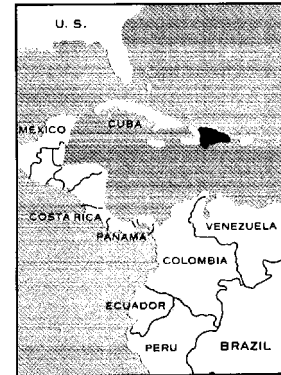 U. S.
MEXICO
CUBA
COSTA RICA
PANAMA
VENEZUELA
COLOMBIA
ECUADOR
PERU
BRAZIL